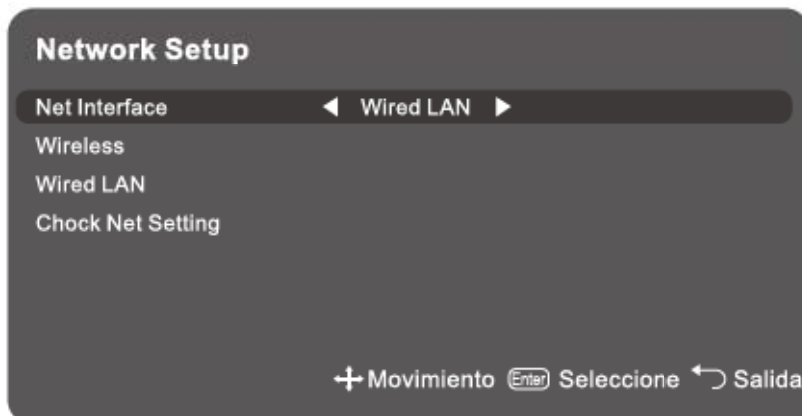 Network Setup
Net Interface ◀ Wired LAN ▶
Wireless
Wired LAN
Chock Net Setting
Movimiento Enter Seleccione Salida